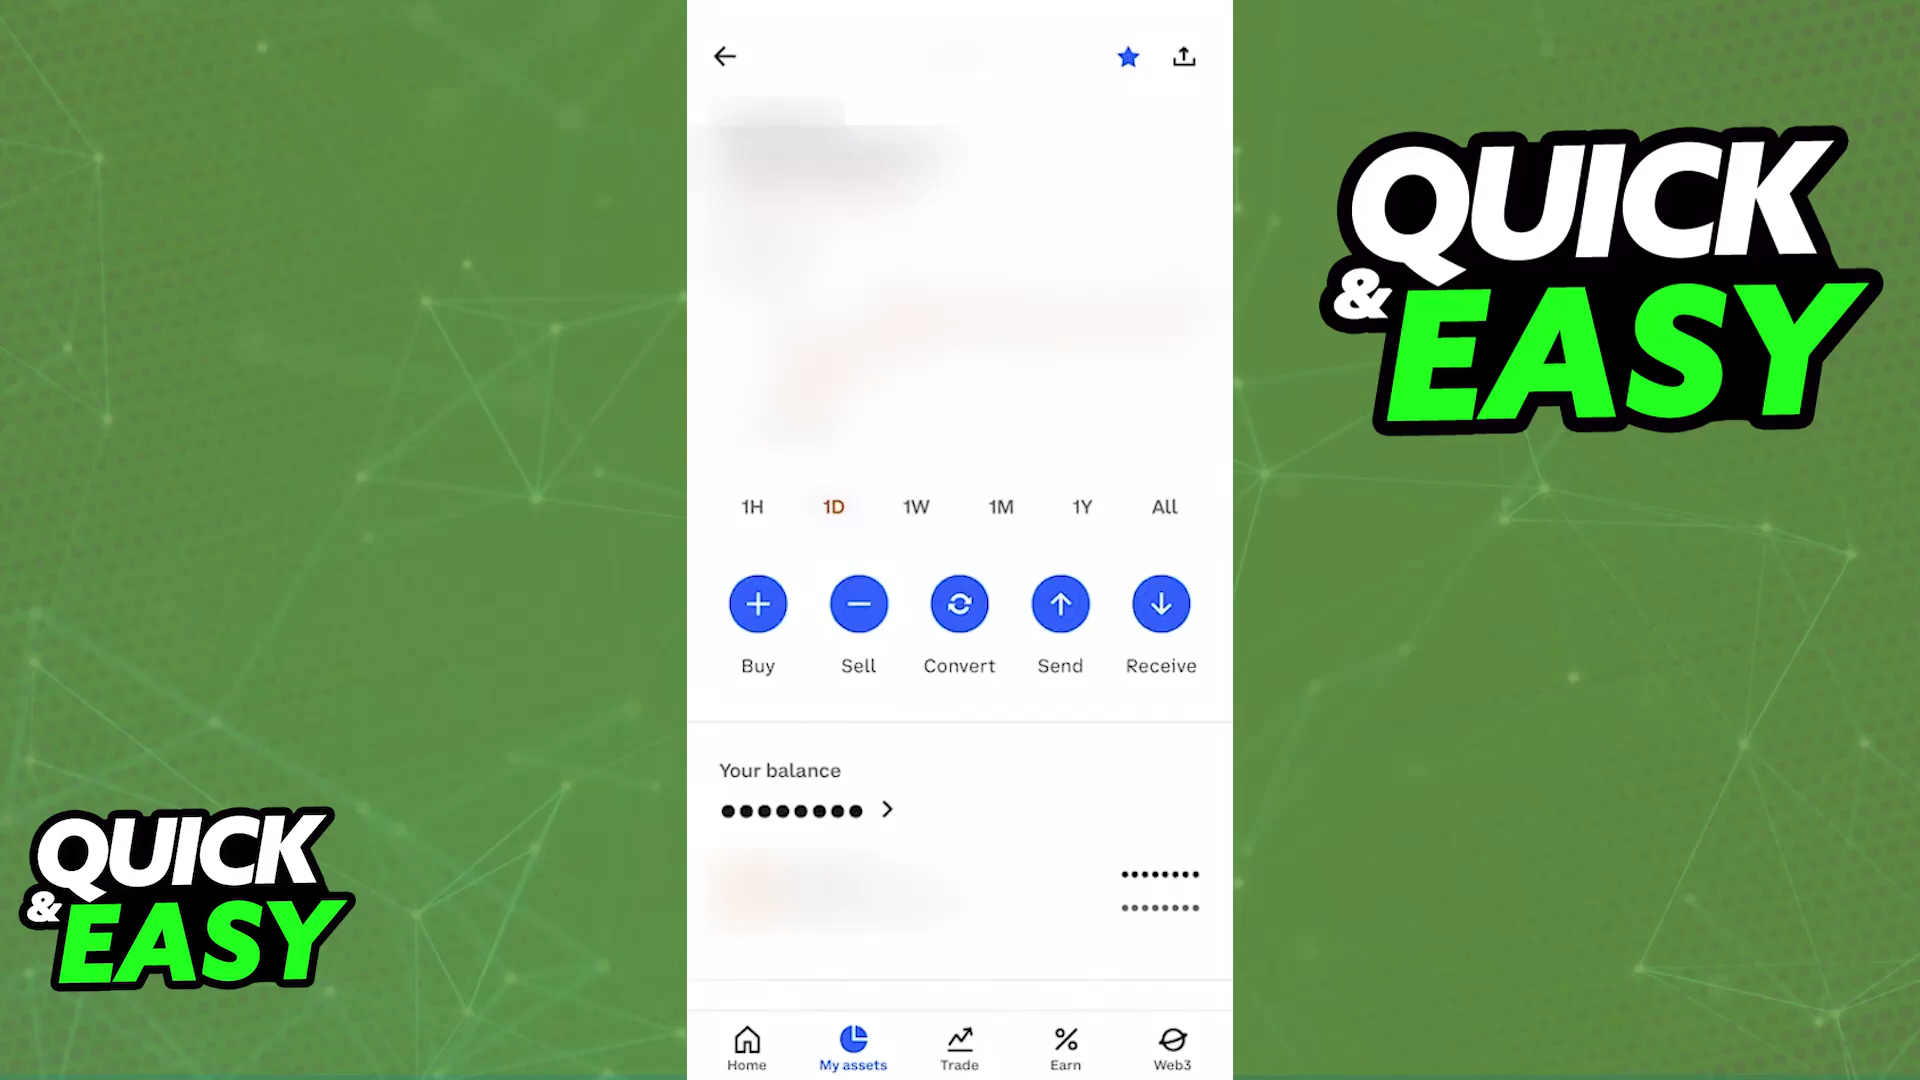 1H 1D 1W 1M 1Y All
Buy Sell Convert Send Receive
Your balance
Home My assets Trade Earn Web3
QUICK
& EASY
QUICK
& EASY